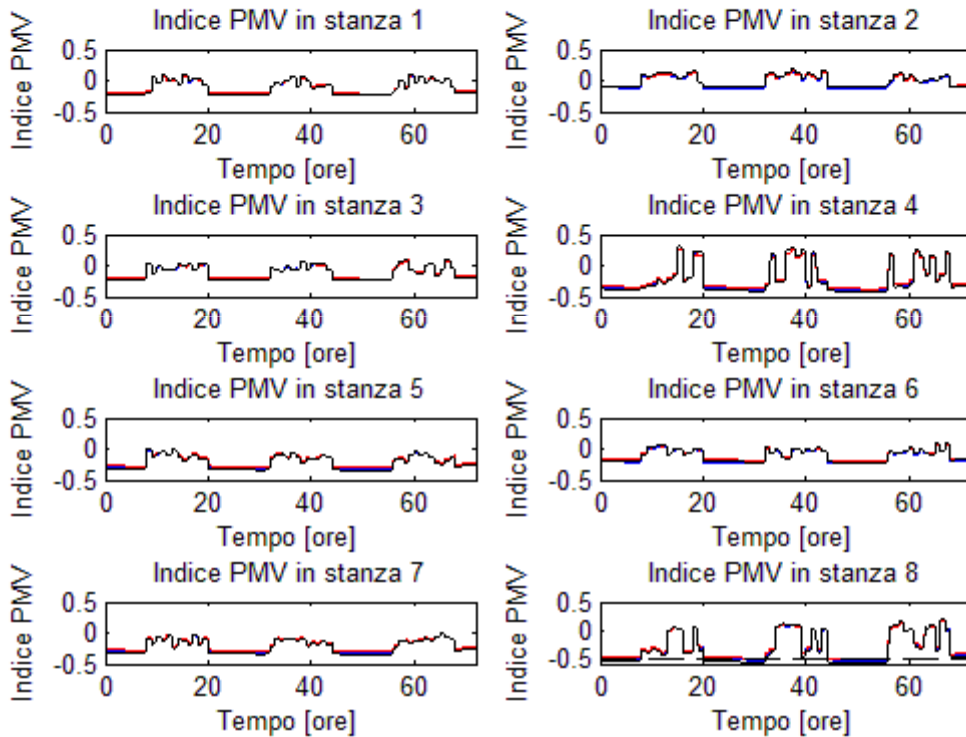 Indice PMV in stanza 1
Indice PMV
0.5
0
-0.5
0
20
40
60
Tempo [ore]
Indice PMV in stanza 2
Indice PMV
0.5
0
-0.5
0
20
40
60
Tempo [ore]
Indice PMV in stanza 3
Indice PMV
0.5
0
-0.5
0
20
40
60
Tempo [ore]
Indice PMV in stanza 4
Indice PMV
0.5
0
-0.5
0
20
40
60
Tempo [ore]
Indice PMV in stanza 5
Indice PMV
0.5
0
-0.5
0
20
40
60
Tempo [ore]
Indice PMV in stanza 6
Indice PMV
0.5
0
-0.5
0
20
40
60
Tempo [ore]
Indice PMV in stanza 7
Indice PMV
0.5
0
-0.5
0
20
40
60
Tempo [ore]
Indice PMV in stanza 8
Indice PMV
0.5
0
-0.5
0
20
40
60
Tempo [ore]